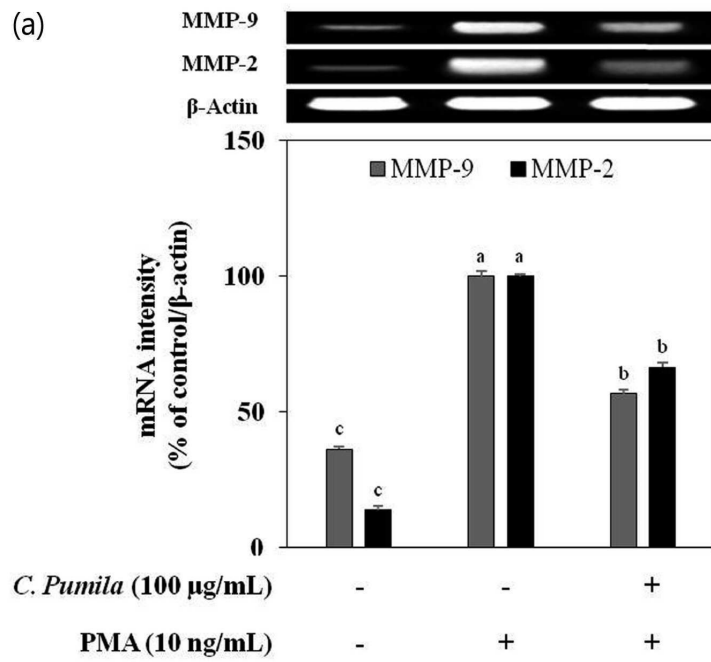 (a)
MMP-9
MMP-2
β-Actin
MMP-9 MMP-2
mRNA intensity
(% of control/β-actin)
150
a a
100
b b
50
c c
0
C. Pumila (100 µg/mL) - - +
PMA (10 ng/mL) - + +